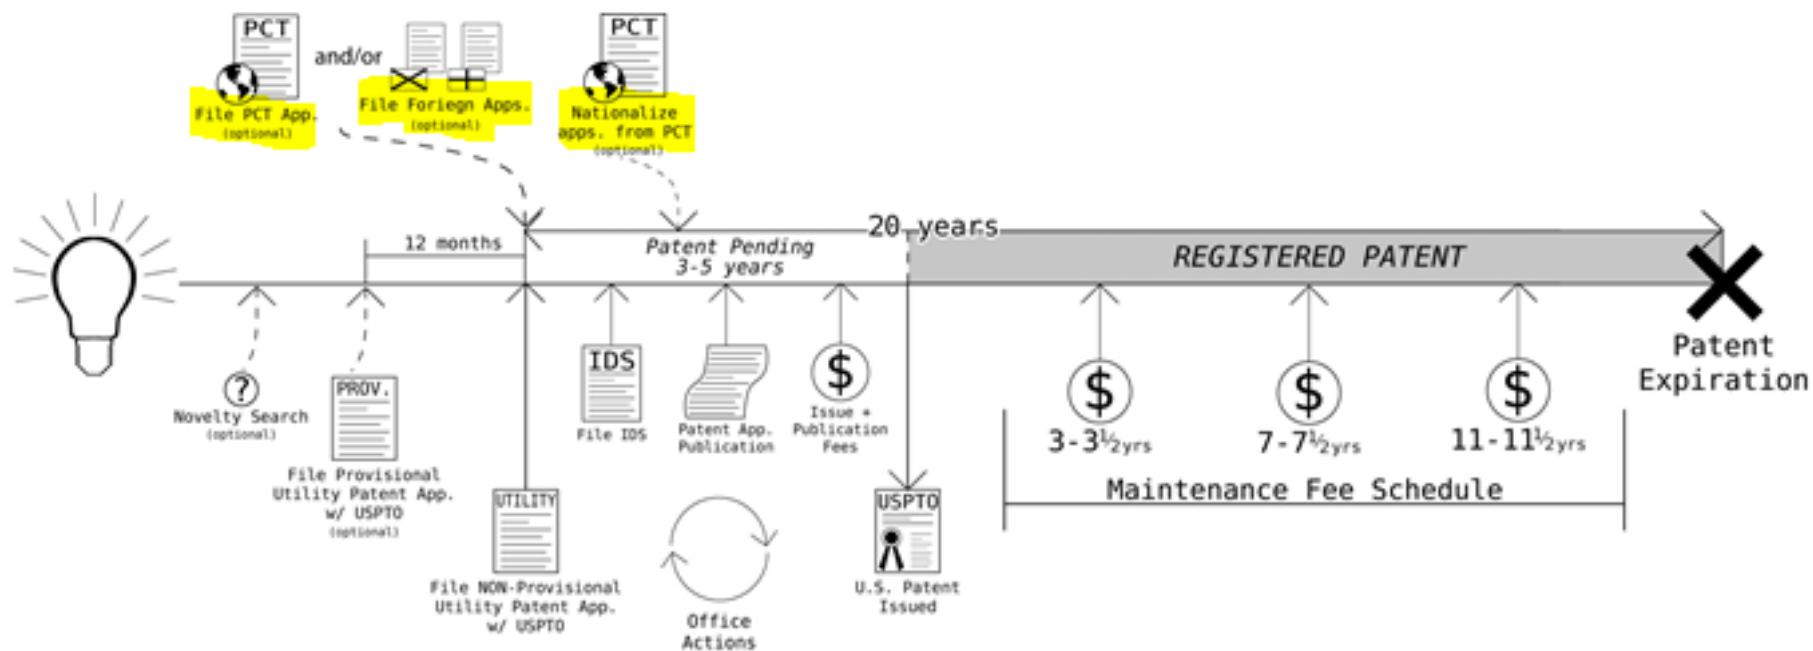 PCT
and/or
PCT
File PCT App.
(optional)
File Foriegn Apps.
(optional)
Nationalize
apps. from PCT
(optional)
20 years
12 months
Patent Pending
3-5 years
REGISTERED PATENT
?
Novelty Search
(optional)
PROV.
File Provisional
Utility Patent App.
w/ USPTO
(optional)
UTILITY
File NON-Provisional
Utility Patent App.
w/ USPTO
IDS
File IDS
Patent App.
Publication
$
Issue +
Publication
Fees
Office
Actions
USPTO
U.S. Patent
Issued
$
3-3½yrs
$
7-7½yrs
$
11-11½yrs
Maintenance Fee Schedule
Patent
Expiration